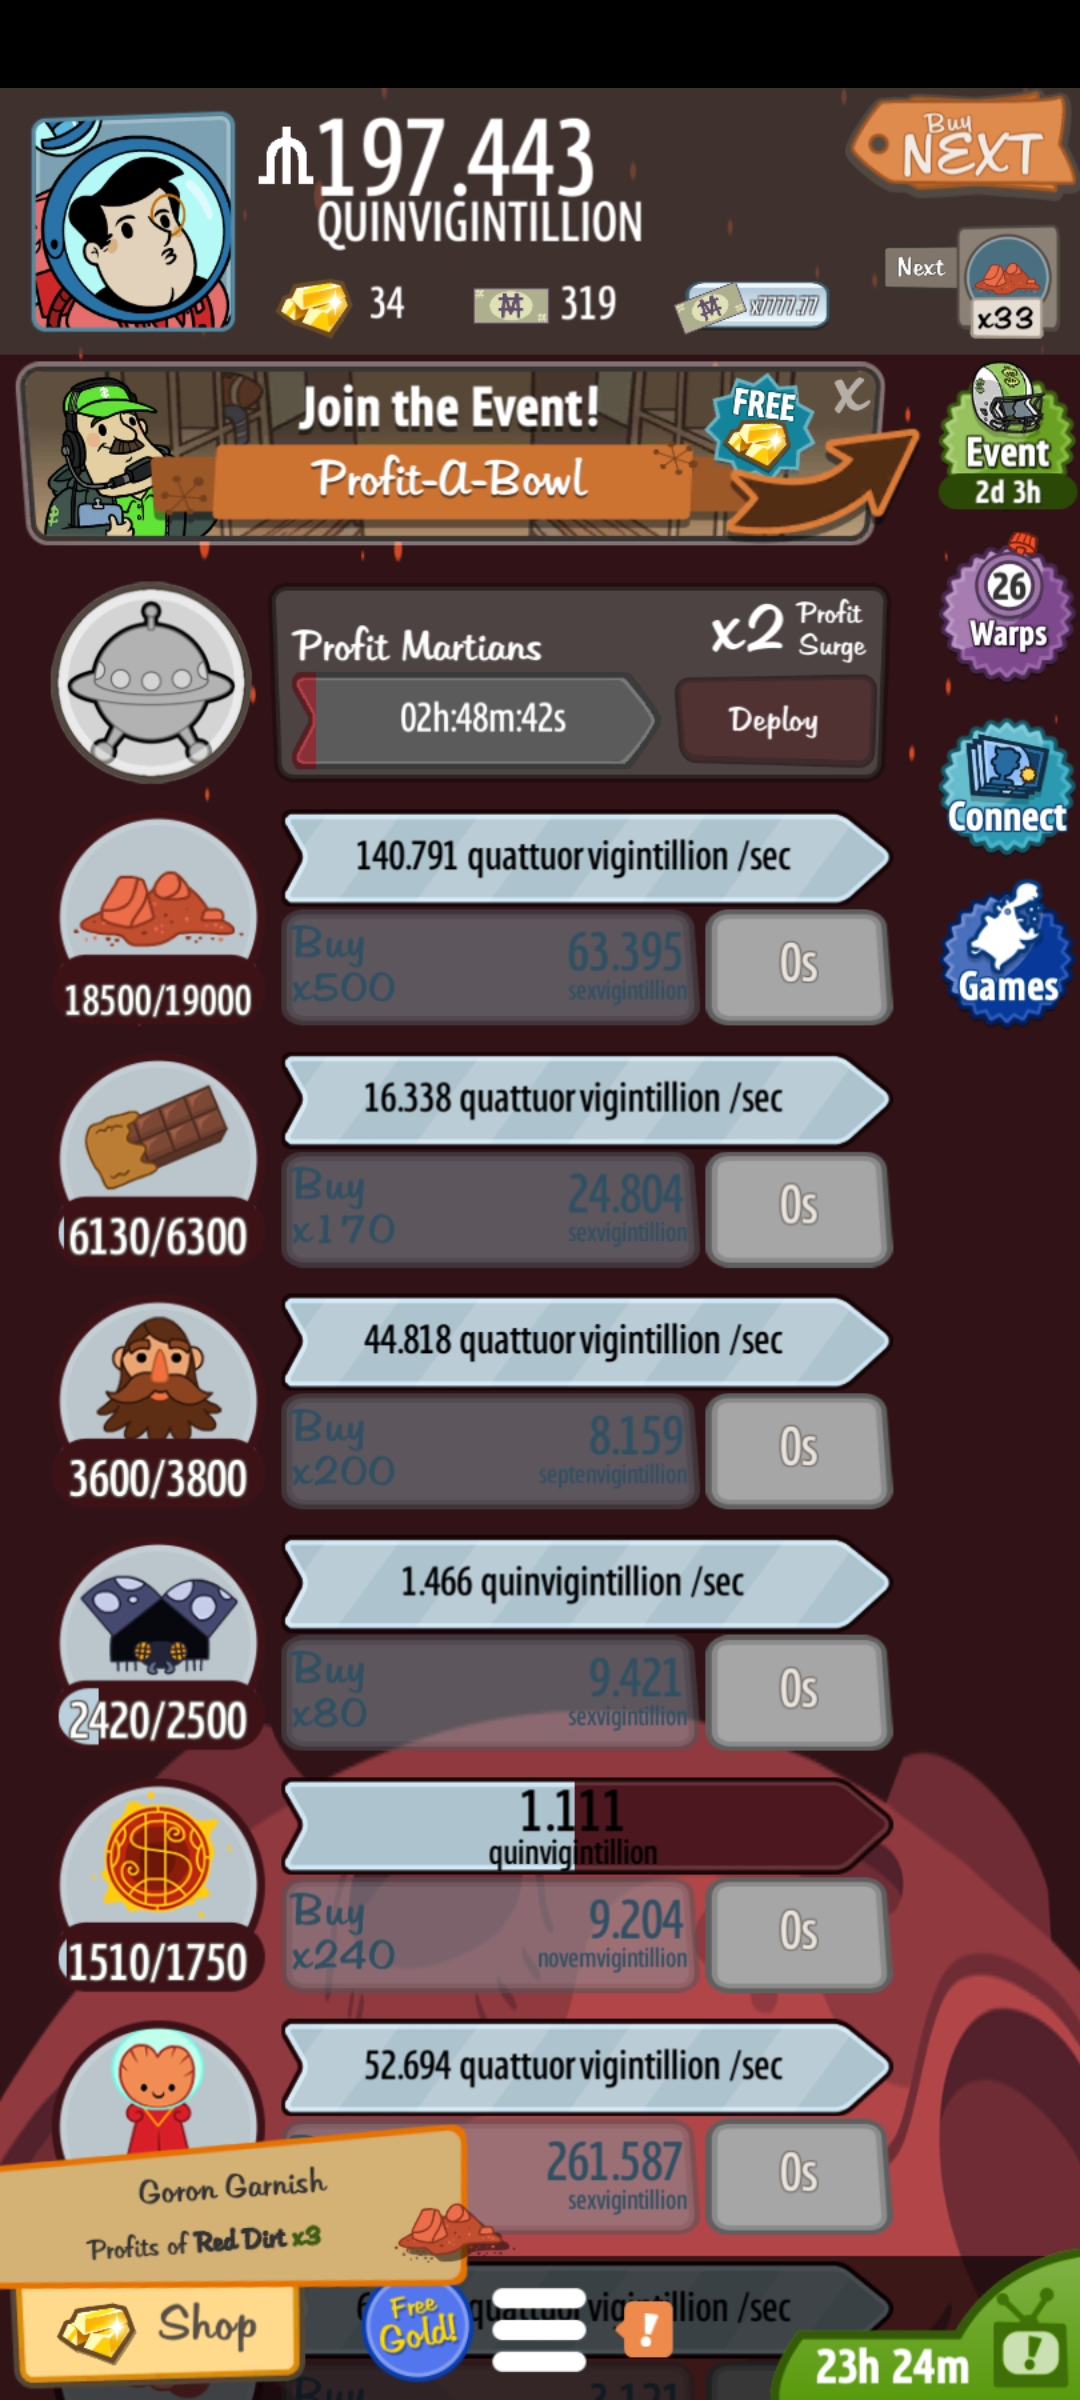 197.443
QUINVIGINTILLION
Buy
NEXT
34
319
x7777.77
Next
x33
Join the Event!
Profit-A-Bowl
FREE
X
Event
2d 3h
Profit Martians
x2 Profit Surge
02h:48m:42s
Deploy
26
Warps
140.791 quattuorvigintillion /sec
Connect
18500/19000
Buy
x500
63.395
sexvigintillion
0s
Games
16.338 quattuorvigintillion /sec
6130/6300
Buy
x170
24.804
sexvigintillion
0s
44.818 quattuorvigintillion /sec
3600/3800
Buy
x200
8.159
septenvigintillion
0s
1.466 quinvigintillion /sec
2420/2500
Buy
x80
9.421
sexvigintillion
0s
1.111
quinvigintillion
1510/1750
Buy
x240
9.204
novemvigintillion
0s
52.694 quattuorvigintillion /sec
261.587
sexvigintillion
0s
Goron Garnish
Profits of Red Dirt x3
Shop
Free
Gold!
!
/sec
23h 24m
!
Buy
3.121